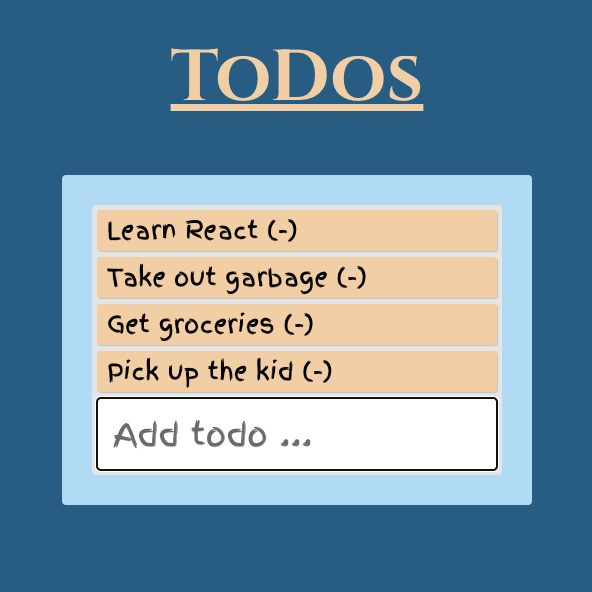 ToDos
Learn React (-)
Take out garbage (-)
Get groceries (-)
Pick up the kid (-)
Add todo ...